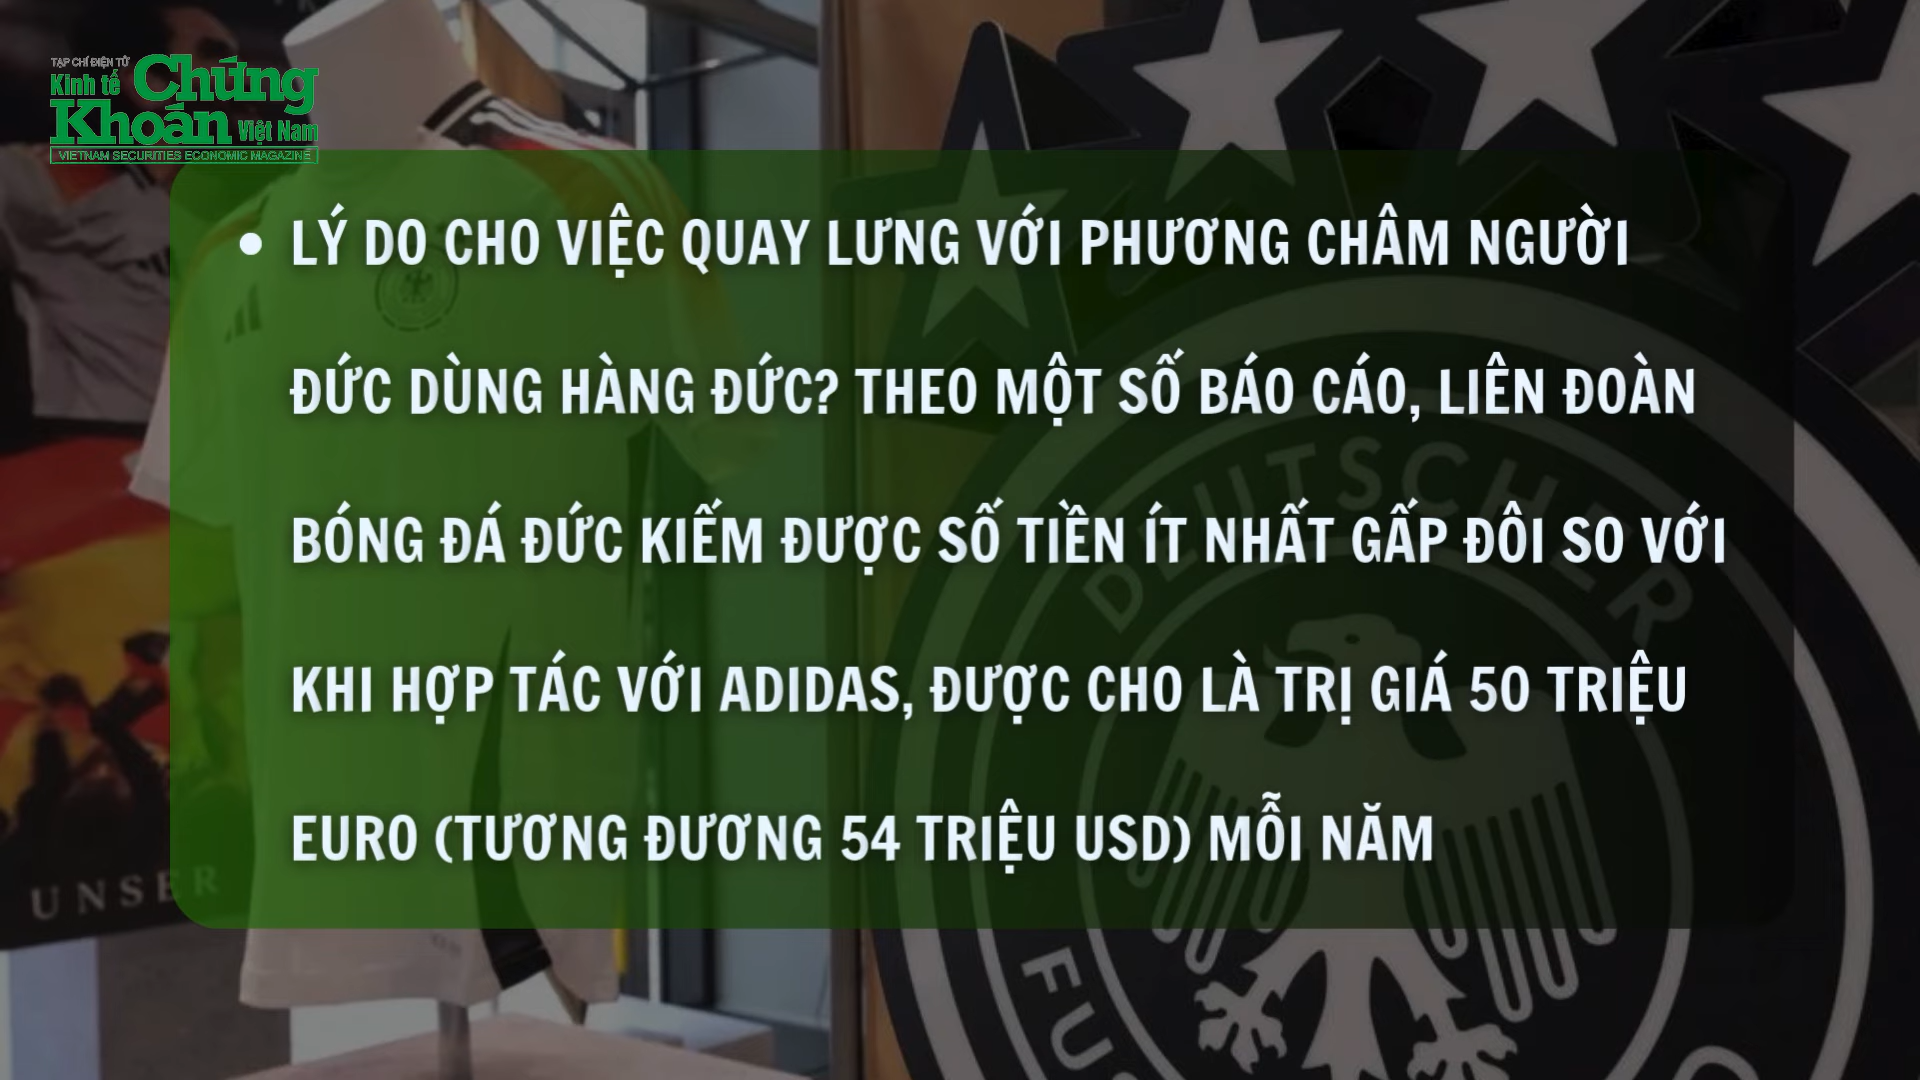 TẠP CHÍ ĐIỆN TỬ
Kinh tế Chứng
Khoán Việt Nam
VIETNAM SECURITIES ECONOMIC MAGAZINE
• LÝ DO CHO VIỆC QUAY LƯNG VỚI PHƯƠNG CHÂM NGƯỜI
ĐỨC DÙNG HÀNG ĐỨC? THEO MỘT SỐ BÁO CÁO, LIÊN ĐOÀN
BÓNG ĐÁ ĐỨC KIẾM ĐƯỢC SỐ TIỀN ÍT NHẤT GẤP ĐÔI SO VỚI
KHI HỢP TÁC VỚI ADIDAS, ĐƯỢC CHO LÀ TRỊ GIÁ 50 TRIỆU
EURO (TƯƠNG ĐƯƠNG 54 TRIỆU USD) MỖI NĂM
DEUTSCHER
UNSER
FUS